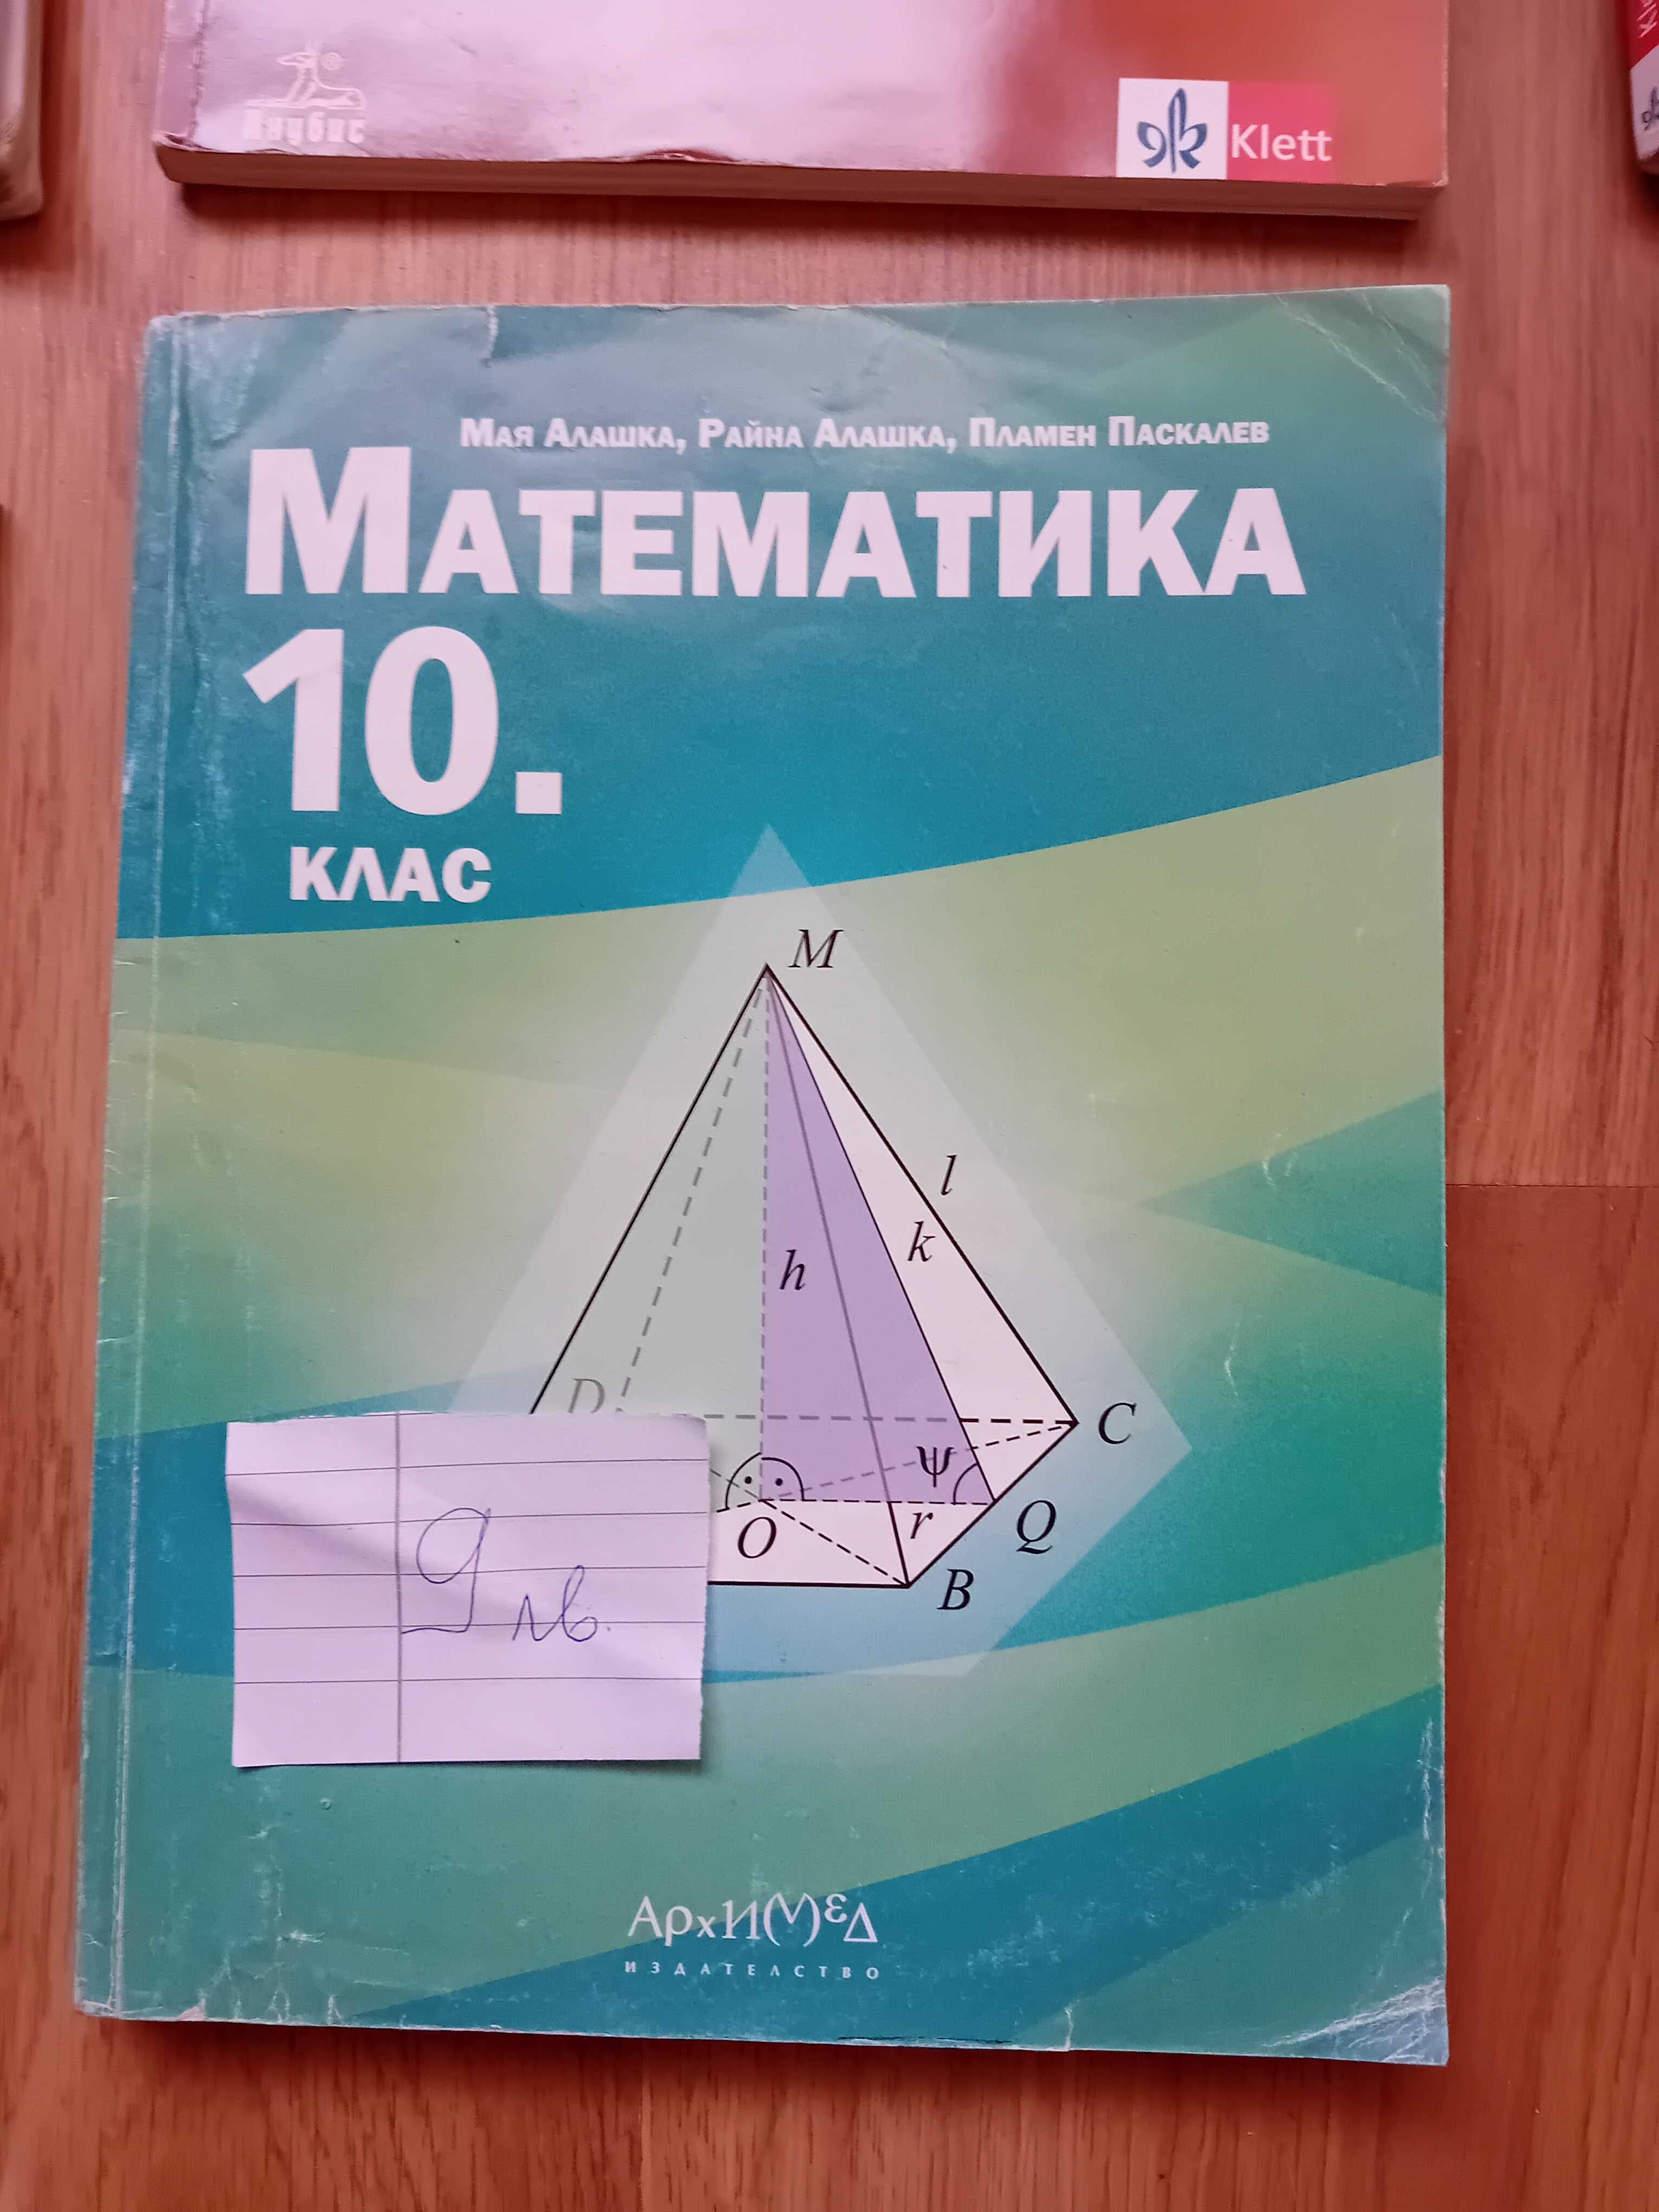 Анубис
Klett
Мая Алашка, Райна Алашка, Пламен Паскалев
Математика
10.
клас
M
l
k
h
D
C
ψ
O
r
Q
B
9 лв.
Архимед
издателство